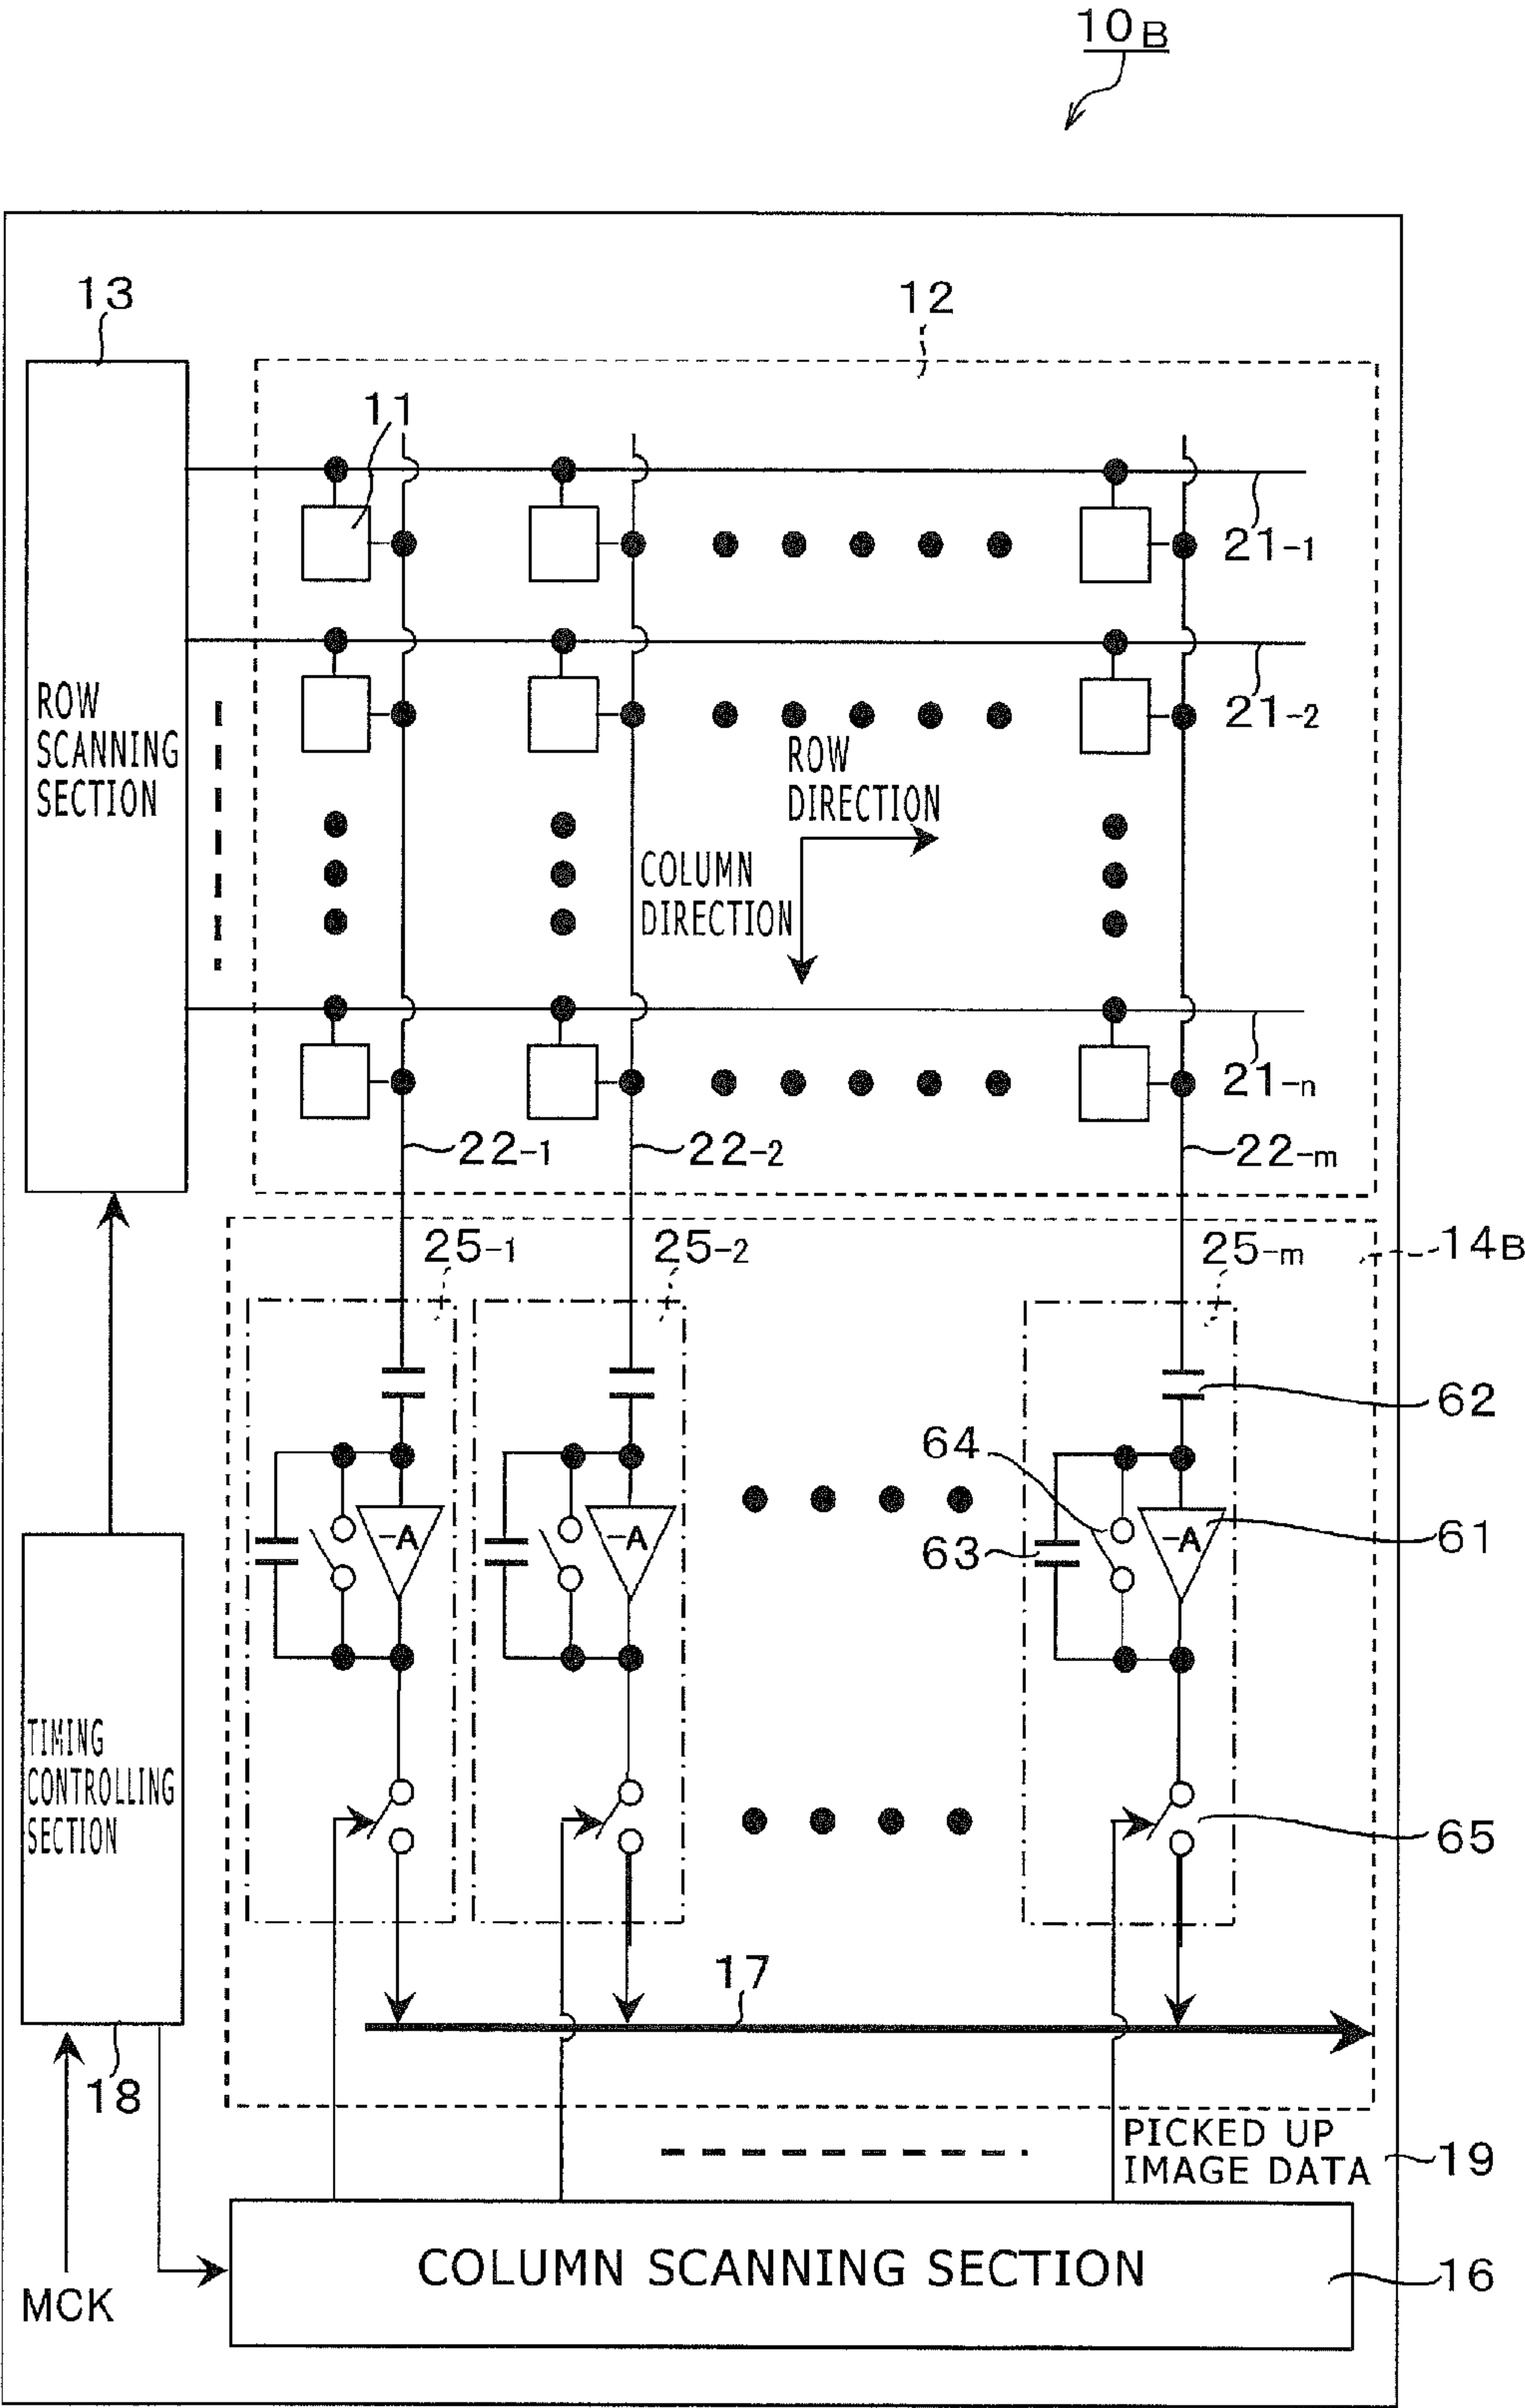 10B
13
12
11
21-1
ROW
SCANNING
SECTION
21-2
ROW
DIRECTION
COLUMN
DIRECTION
21-n
22-1
22-2
22-m
25-1
25-2
25-m
14B
62
64
-A
-A
-A
61
63
TIMING
CONTROLLING
SECTION
65
17
18
PICKED UP
IMAGE DATA
19
COLUMN SCANNING SECTION
16
MCK